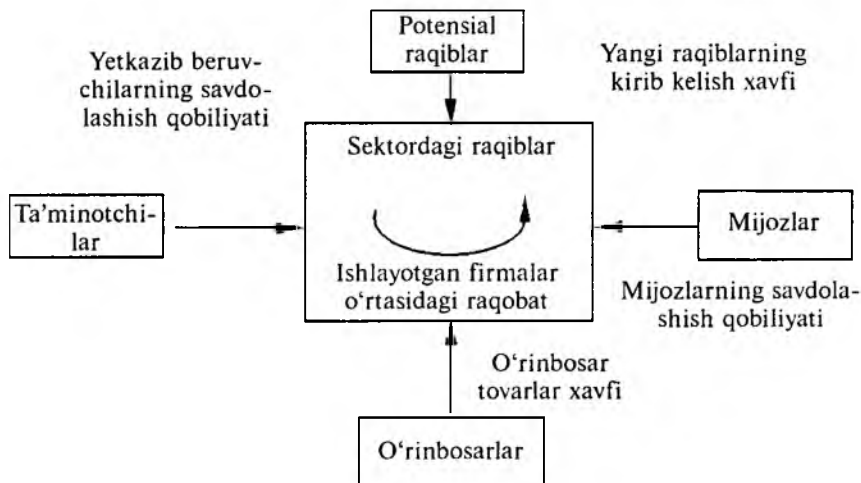 Potensial
raqiblar
Yetkazib beruv-
chilarning savdo-
lashish qobiliyati
Yangi raqiblarning
kirib kelish xavfi
Sektordagi raqiblar
Ta’minotchi-
lar
Mijozlar
Ishlayotgan firmalar
o‘rtasidagi raqobat
Mijozlarning savdola-
shish qobiliyati
O‘rinbosar
tovarlar xavfi
O‘rinbosarlar